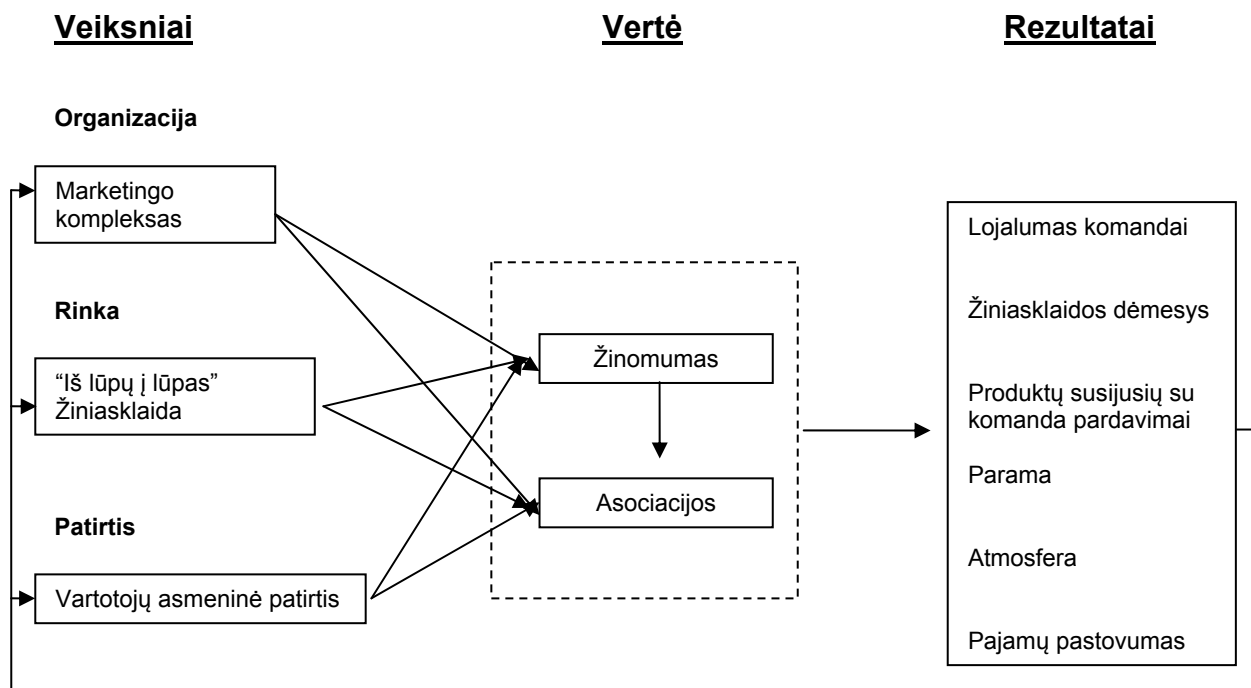 Veiksniai
Vertė
Rezultatai
Organizacija
Marketingo
kompleksas
Rinka
“Iš lūpų į lūpas”
Žiniasklaida
Patirtis
Vartotojų asmeninė patirtis
Žinomumas
Asociacijos
Lojalumas komandai
Žiniasklaidos dėmesys
Produktų susijusių su
komanda pardavimai
Parama
Atmosfera
Pajamų pastovumas